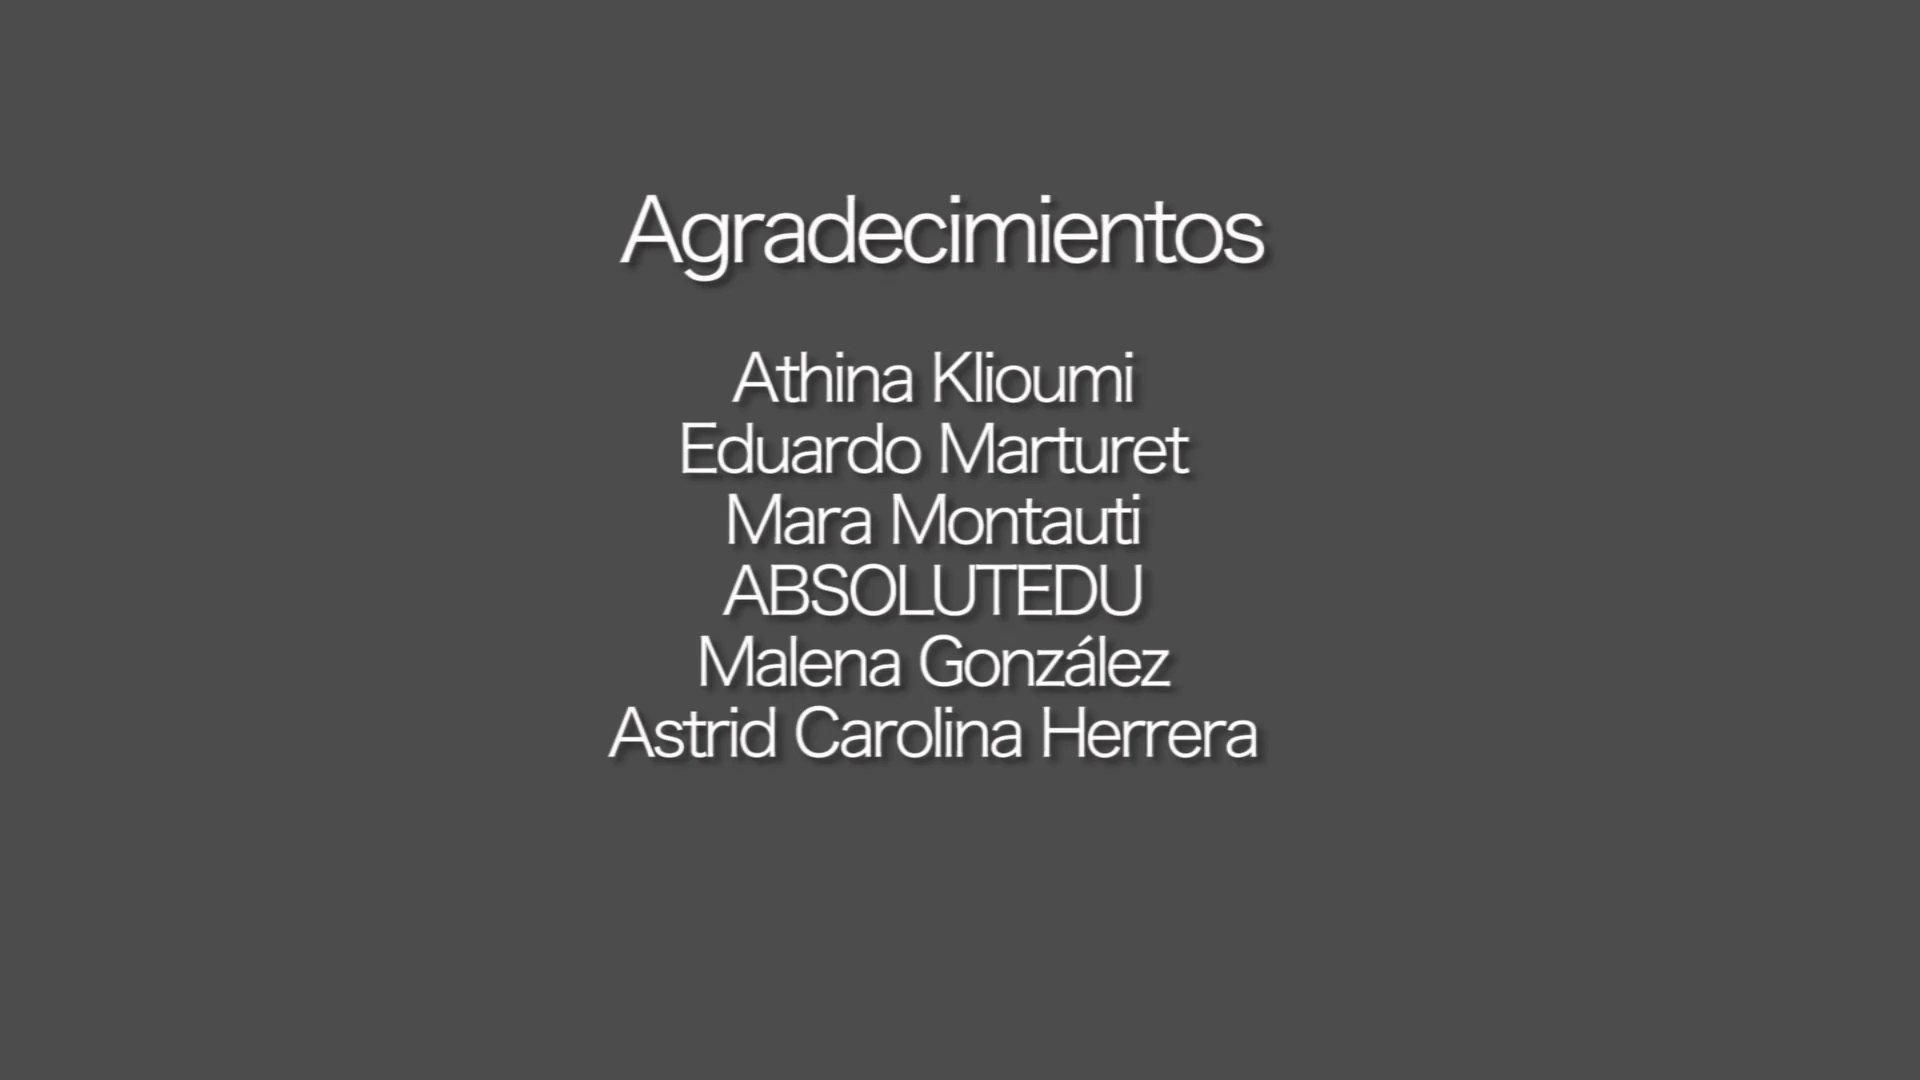 Agradecimientos
Athina Klioumi
Eduardo Marturet
Mara Montauti
ABSOLUTEDU
Malena González
Astrid Carolina Herrera